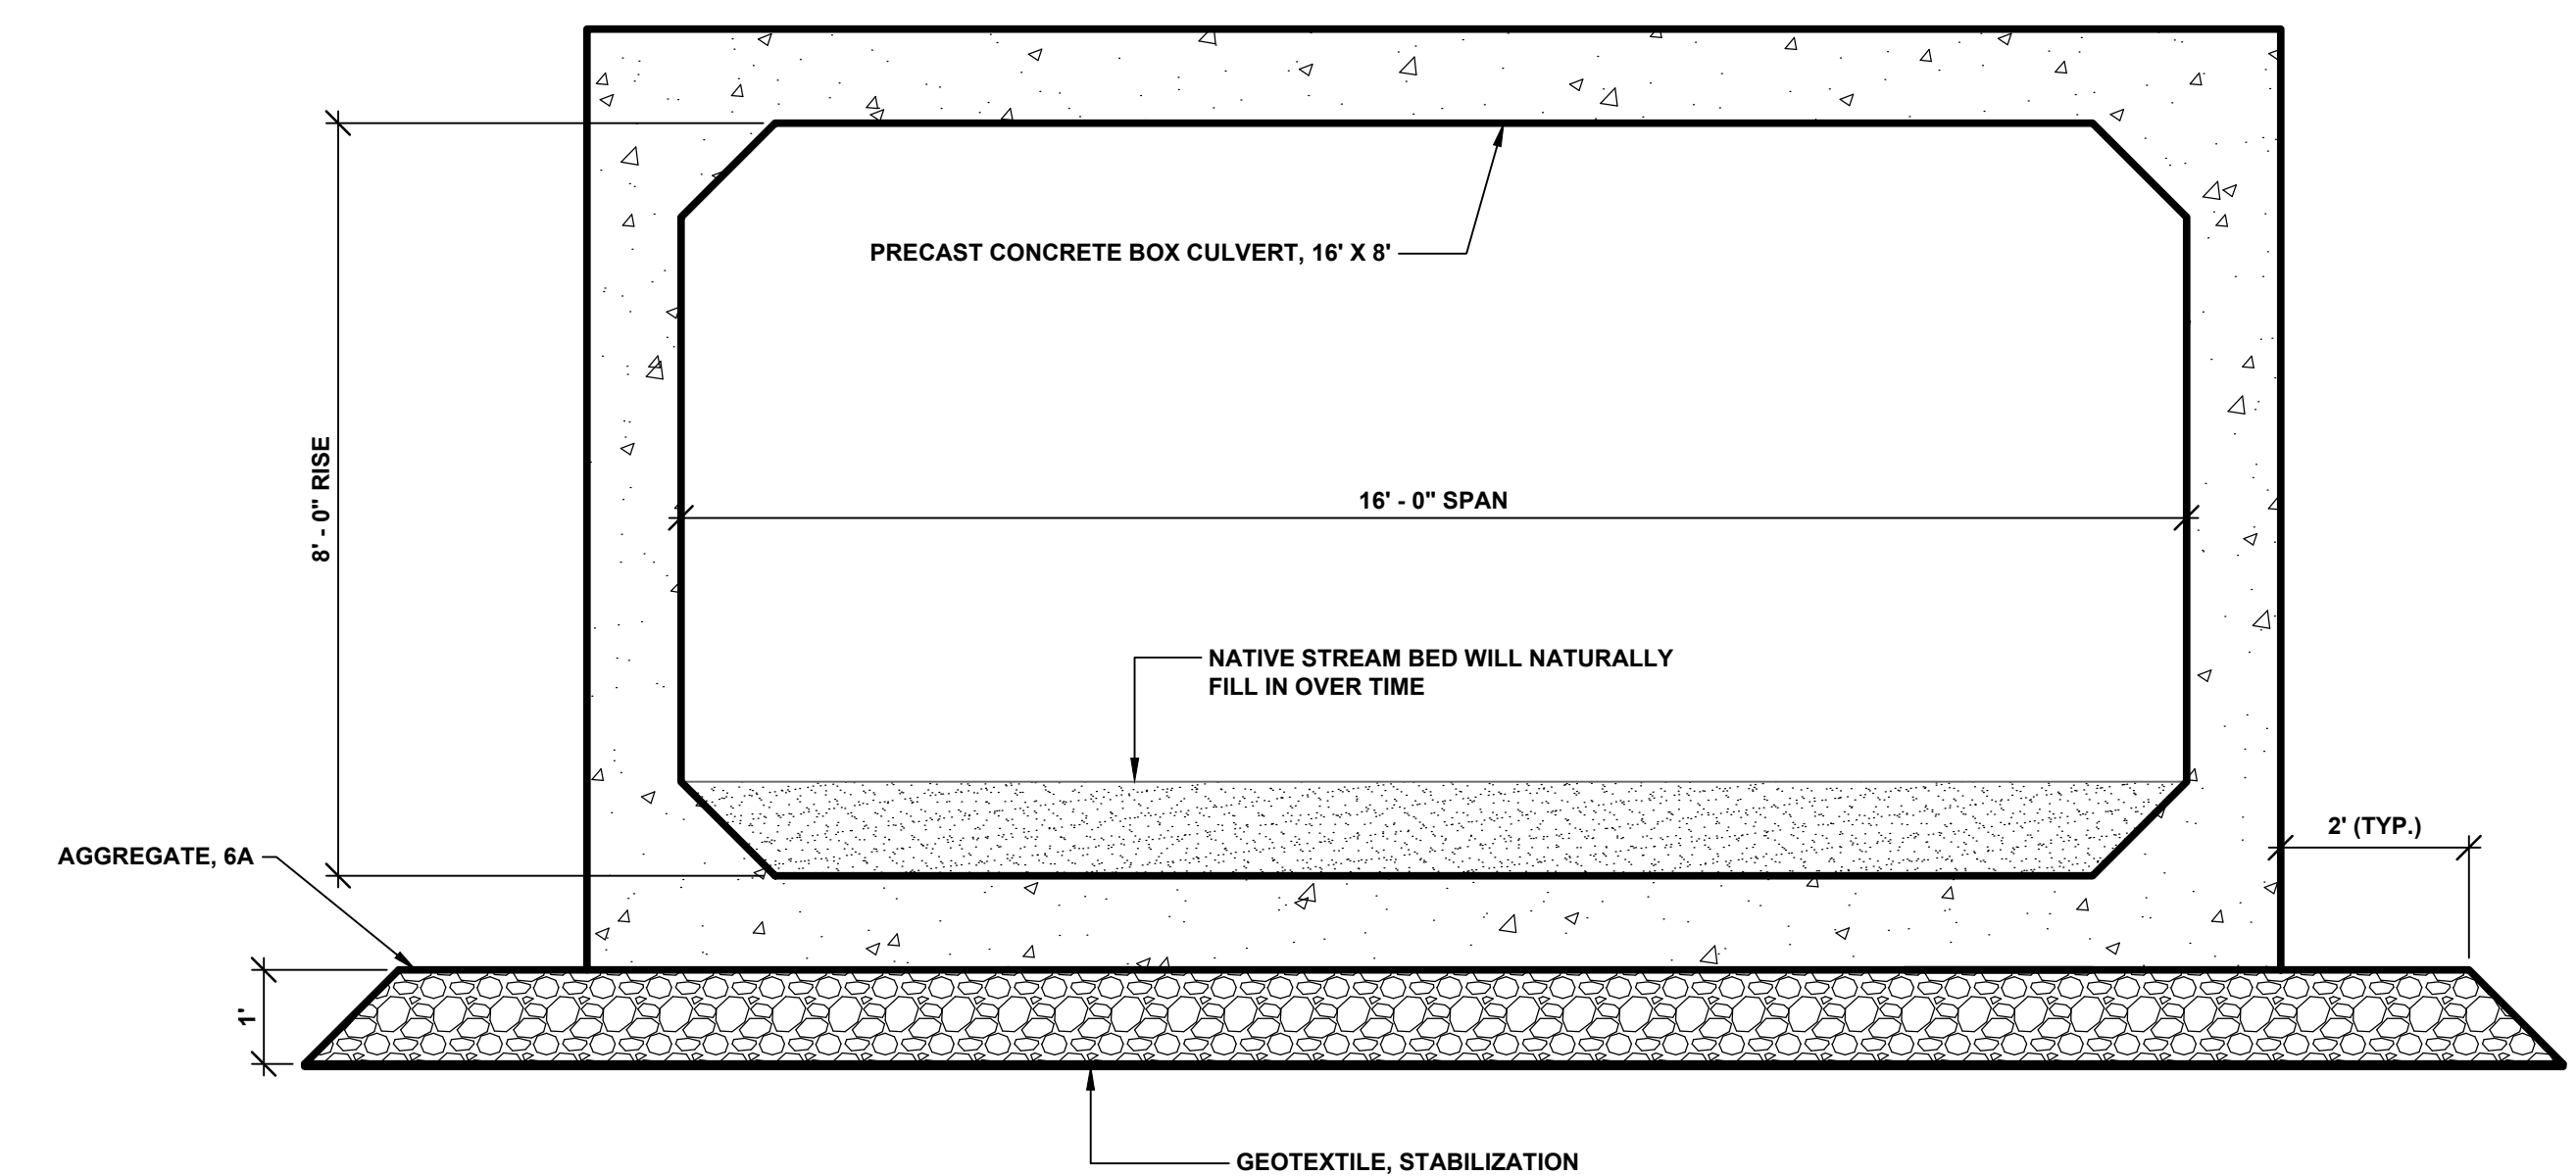 PRECAST CONCRETE BOX CULVERT, 16' X 8'
8' - 0" RISE
16' - 0" SPAN
NATIVE STREAM BED WILL NATURALLY
FILL IN OVER TIME
2' (TYP.)
AGGREGATE, 6A
1'
GEOTEXTILE, STABILIZATION